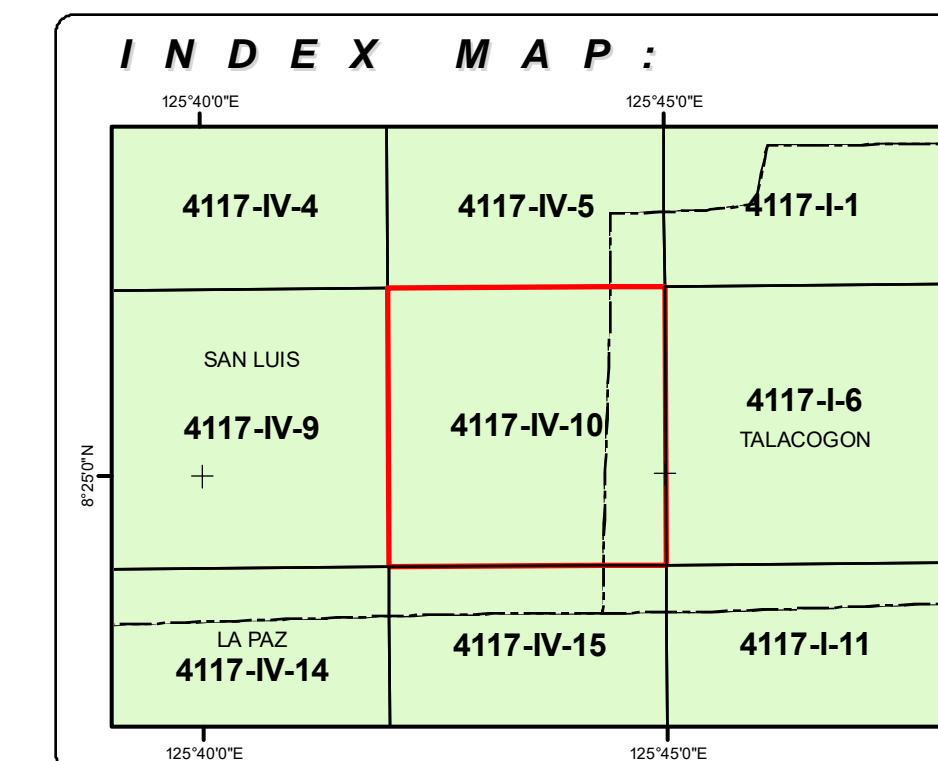 INDEX MAP:
125°40'0"E 125°45'0"E
4117-IV-4 4117-IV-5 4117-I-1
SAN LUIS
4117-IV-9 4117-IV-10 4117-I-6
TALACOGON
8°25'0"N
LA PAZ
4117-IV-14 4117-IV-15 4117-I-11
125°40'0"E 125°45'0"E